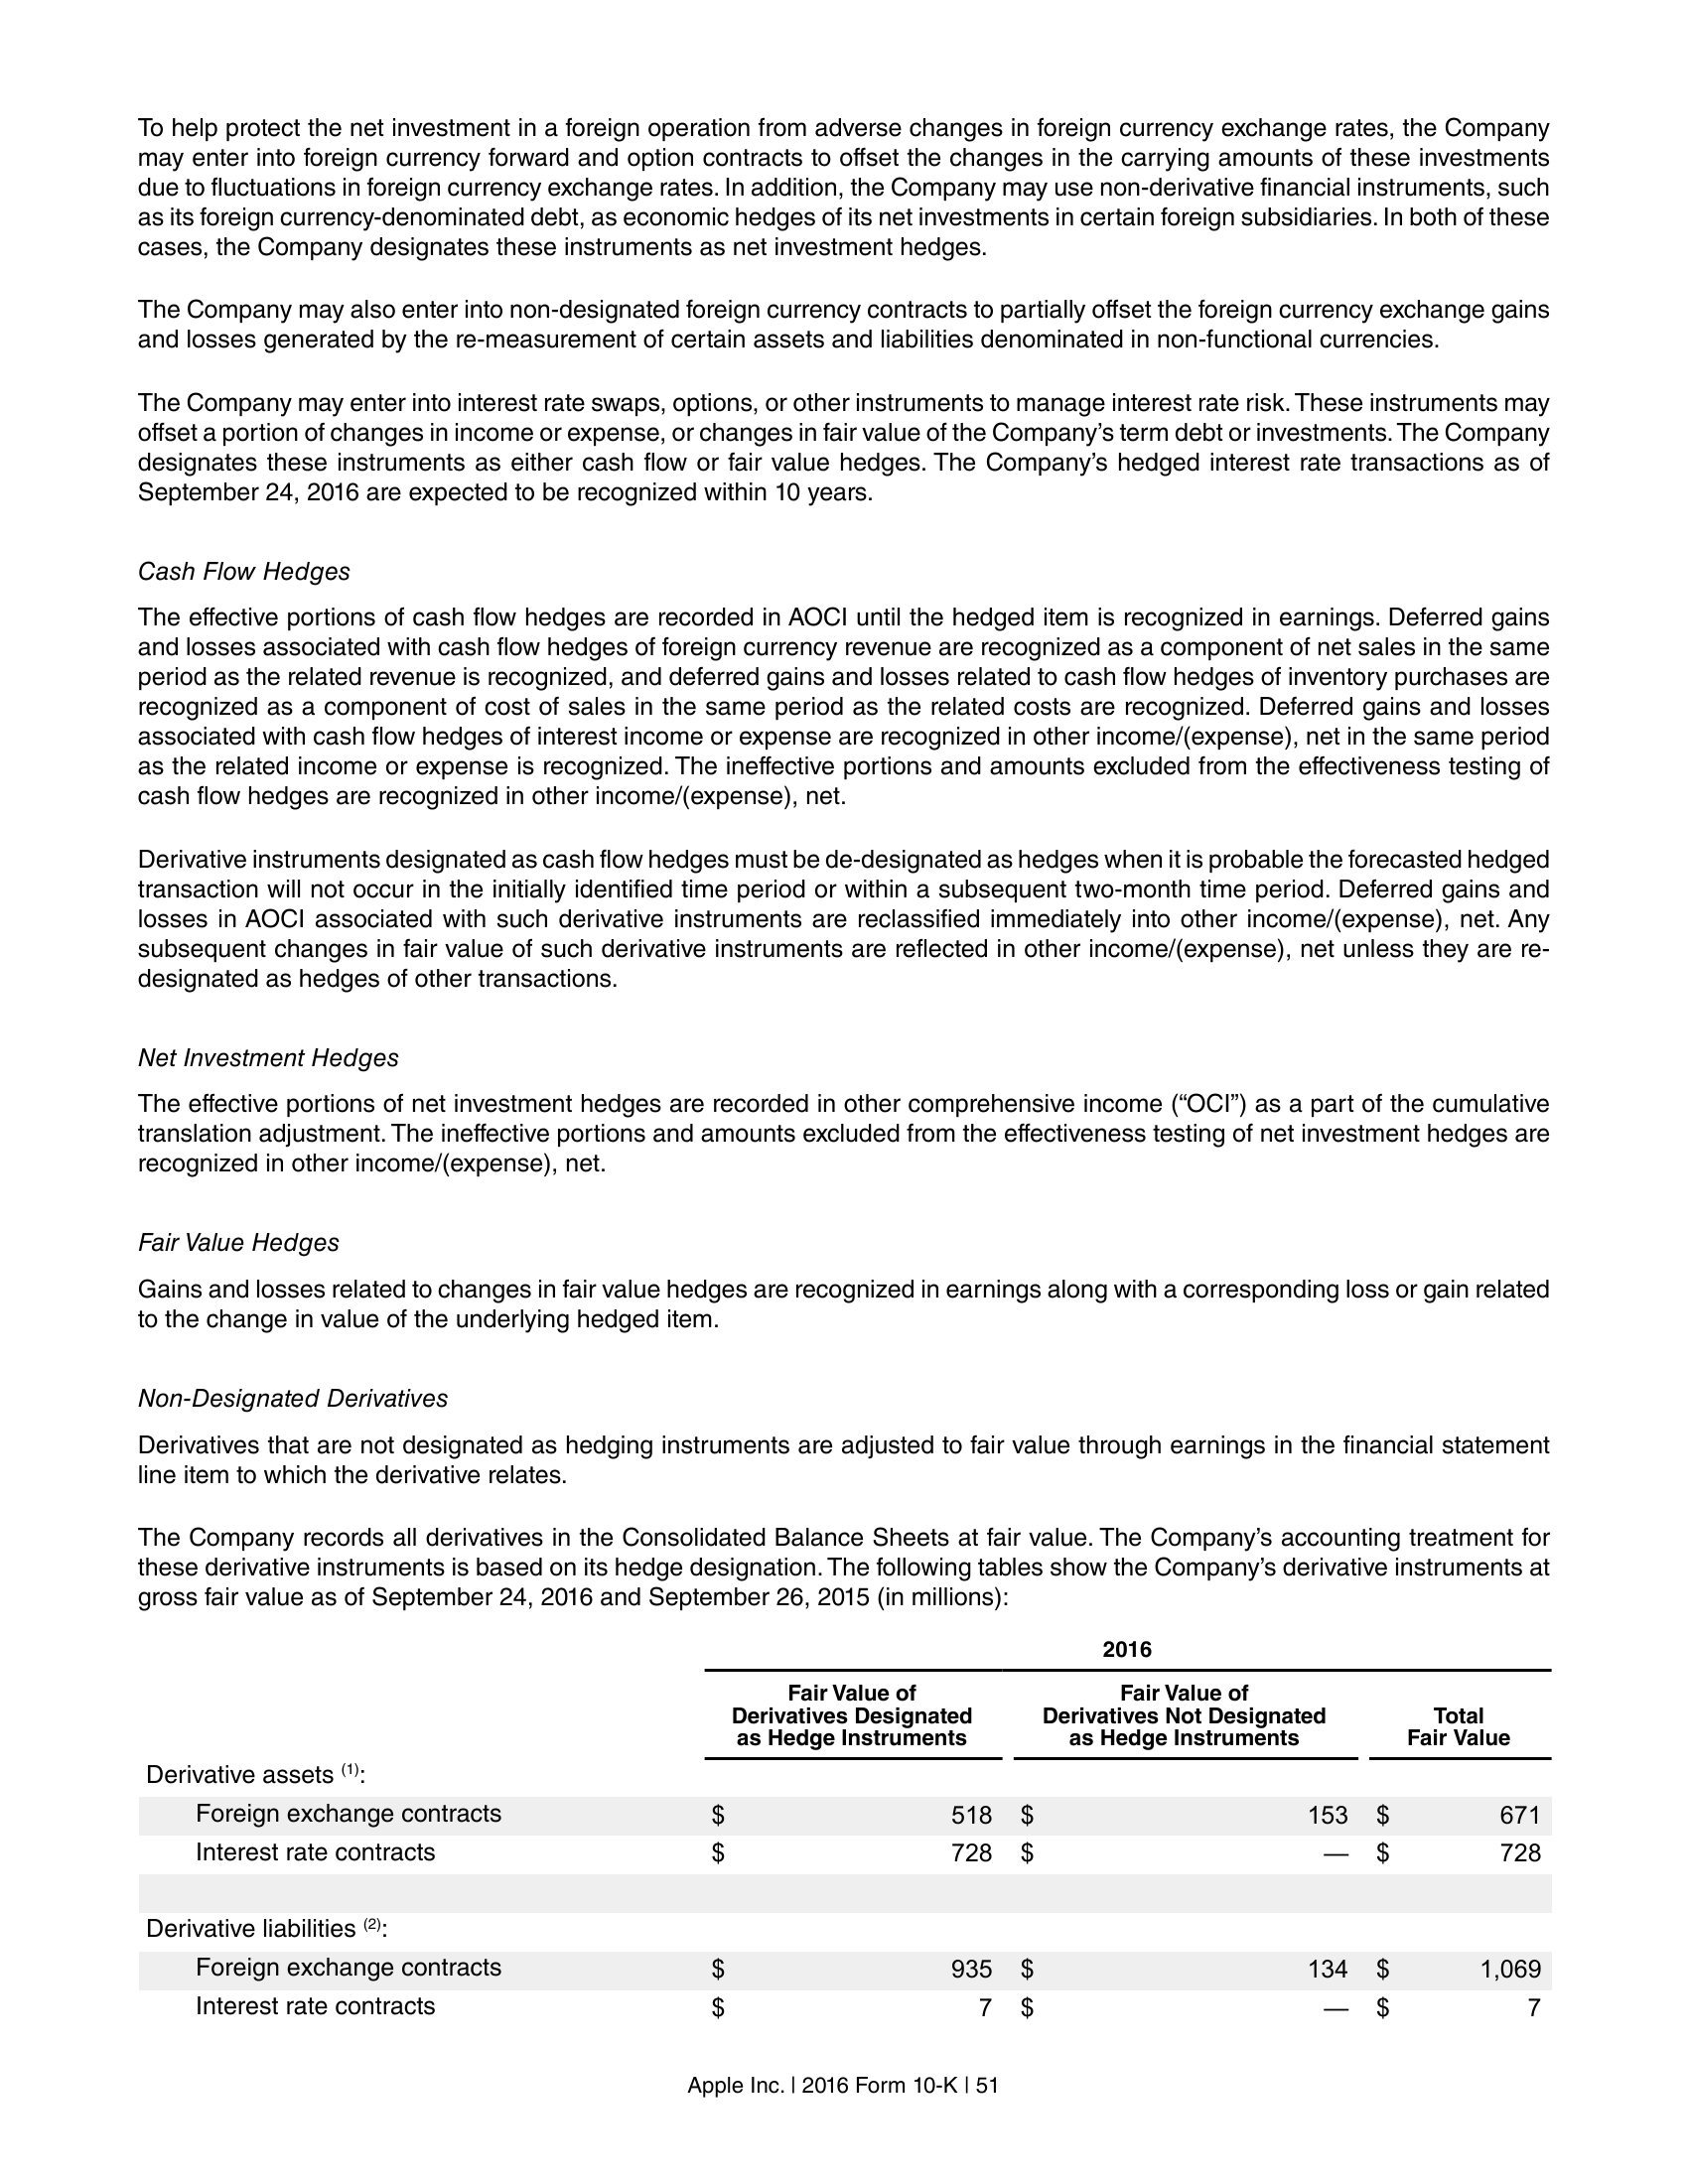 To help protect the net investment in a foreign operation from adverse changes in foreign currency exchange rates, the Company
may enter into foreign currency forward and option contracts to offset the changes in the carrying amounts of these investments
due to fluctuations in foreign currency exchange rates. In addition, the Company may use non-derivative financial instruments, such
as its foreign currency-denominated debt, as economic hedges of its net investments in certain foreign subsidiaries. In both of these
cases, the Company designates these instruments as net investment hedges.
The Company may also enter into non-designated foreign currency contracts to partially offset the foreign currency exchange gains
and losses generated by the re-measurement of certain assets and liabilities denominated in non-functional currencies.
The Company may enter into interest rate swaps, options, or other instruments to manage interest rate risk. These instruments may
offset a portion of changes in income or expense, or changes in fair value of the Company’s term debt or investments. The Company
designates these instruments as either cash flow or fair value hedges. The Company’s hedged interest rate transactions as of
September 24, 2016 are expected to be recognized within 10 years.
Cash Flow Hedges
The effective portions of cash flow hedges are recorded in AOCI until the hedged item is recognized in earnings. Deferred gains
and losses associated with cash flow hedges of foreign currency revenue are recognized as a component of net sales in the same
period as the related revenue is recognized, and deferred gains and losses related to cash flow hedges of inventory purchases are
recognized as a component of cost of sales in the same period as the related costs are recognized. Deferred gains and losses
associated with cash flow hedges of interest income or expense are recognized in other income/(expense), net in the same period
as the related income or expense is recognized. The ineffective portions and amounts excluded from the effectiveness testing of
cash flow hedges are recognized in other income/(expense), net.
Derivative instruments designated as cash flow hedges must be de-designated as hedges when it is probable the forecasted hedged
transaction will not occur in the initially identified time period or within a subsequent two-month time period. Deferred gains and
losses in AOCI associated with such derivative instruments are reclassified immediately into other income/(expense), net. Any
subsequent changes in fair value of such derivative instruments are reflected in other income/(expense), net unless they are re-
designated as hedges of other transactions.
Net Investment Hedges
The effective portions of net investment hedges are recorded in other comprehensive income (“OCI”) as a part of the cumulative
translation adjustment. The ineffective portions and amounts excluded from the effectiveness testing of net investment hedges are
recognized in other income/(expense), net.
Fair Value Hedges
Gains and losses related to changes in fair value hedges are recognized in earnings along with a corresponding loss or gain related
to the change in value of the underlying hedged item.
Non-Designated Derivatives
Derivatives that are not designated as hedging instruments are adjusted to fair value through earnings in the financial statement
line item to which the derivative relates.
The Company records all derivatives in the Consolidated Balance Sheets at fair value. The Company’s accounting treatment for
these derivative instruments is based on its hedge designation. The following tables show the Company’s derivative instruments at
gross fair value as of September 24, 2016 and September 26, 2015 (in millions):
2016
Fair Value of Fair Value of
Derivatives Designated Derivatives Not Designated Total
as Hedge Instruments as Hedge Instruments Fair Value
Derivative assets (1):
Foreign exchange contracts $ 518 $ 153 $ 671
Interest rate contracts $ 728 $ — $ 728
Derivative liabilities (2):
Foreign exchange contracts $ 935 $ 134 $ 1,069
Interest rate contracts $ 7 $ — $ 7
Apple Inc. | 2016 Form 10-K | 51